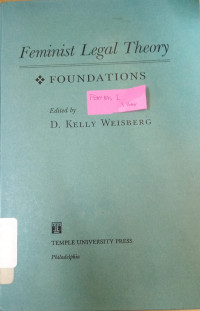 Feminist Legal Theory
❖ FOUNDATIONS
Edited by
D. KELLY WEISBERG
TEMPLE UNIVERSITY PRESS
Philadelphia